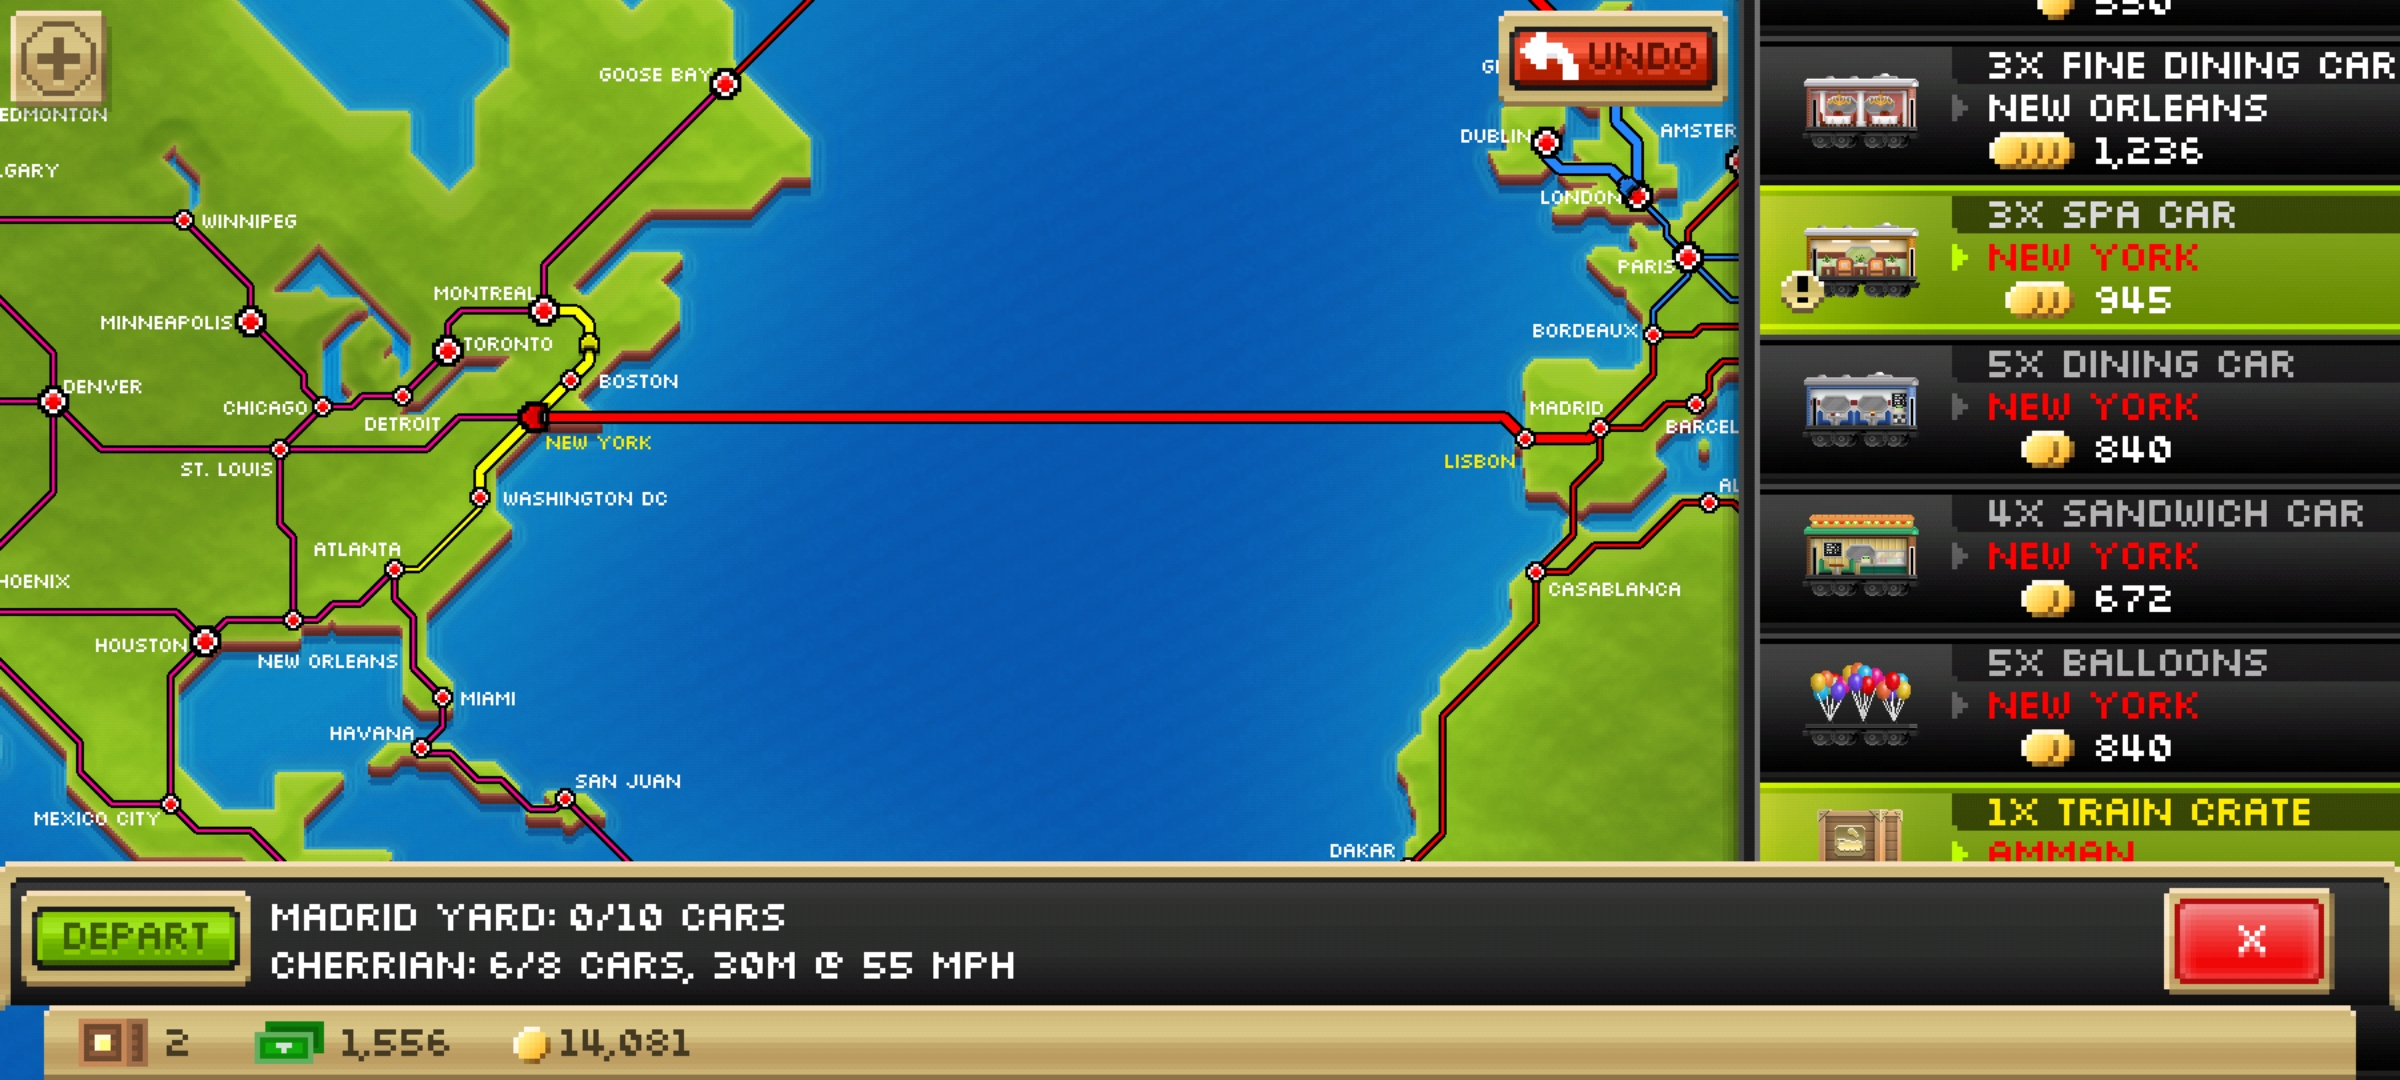 EDMONTON
LGARY
WINNIPEG
MINNEAPOLIS
DENVER
CHICAGO
DETROIT
ST. LOUIS
HOENIX
HOUSTON
NEW ORLEANS
MEXICO CITY
GOOSE BAY
MONTREAL
TORONTO
BOSTON
NEW YORK
WASHINGTON DC
ATLANTA
MIAMI
HAVANA
SAN JUAN
UNDO
DUBLIN
AMSTER
LONDON
PARIS
BORDEAUX
MADRID
BARCEL
LISBON
AL
CASABLANCA
DAKAR
3X FINE DINING CAR
NEW ORLEANS
1,236
3X SPA CAR
NEW YORK
945
5X DINING CAR
NEW YORK
840
4X SANDWICH CAR
NEW YORK
672
5X BALLOONS
NEW YORK
840
1X TRAIN CRATE
AMMAN
DEPART
MADRID YARD: 0/10 CARS
CHERRIAN: 6/8 CARS, 30M @ 55 MPH
X
2
1,556
14,081